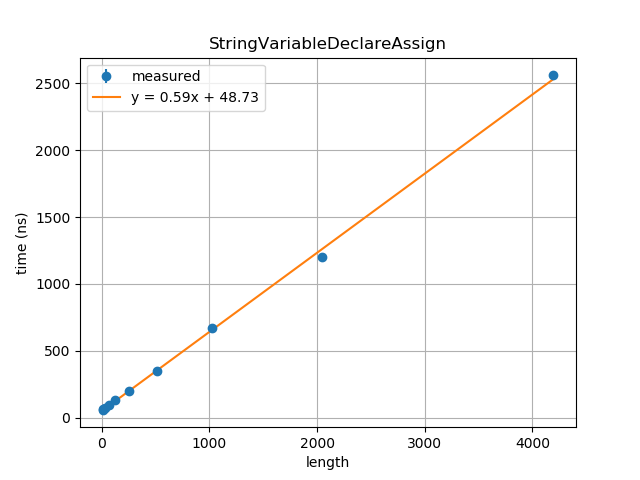 StringVariableDeclareAssign
measured
y = 0.59x + 48.73
2500
2000
1500
1000
500
0
time (ns)
0 1000 2000 3000 4000
length